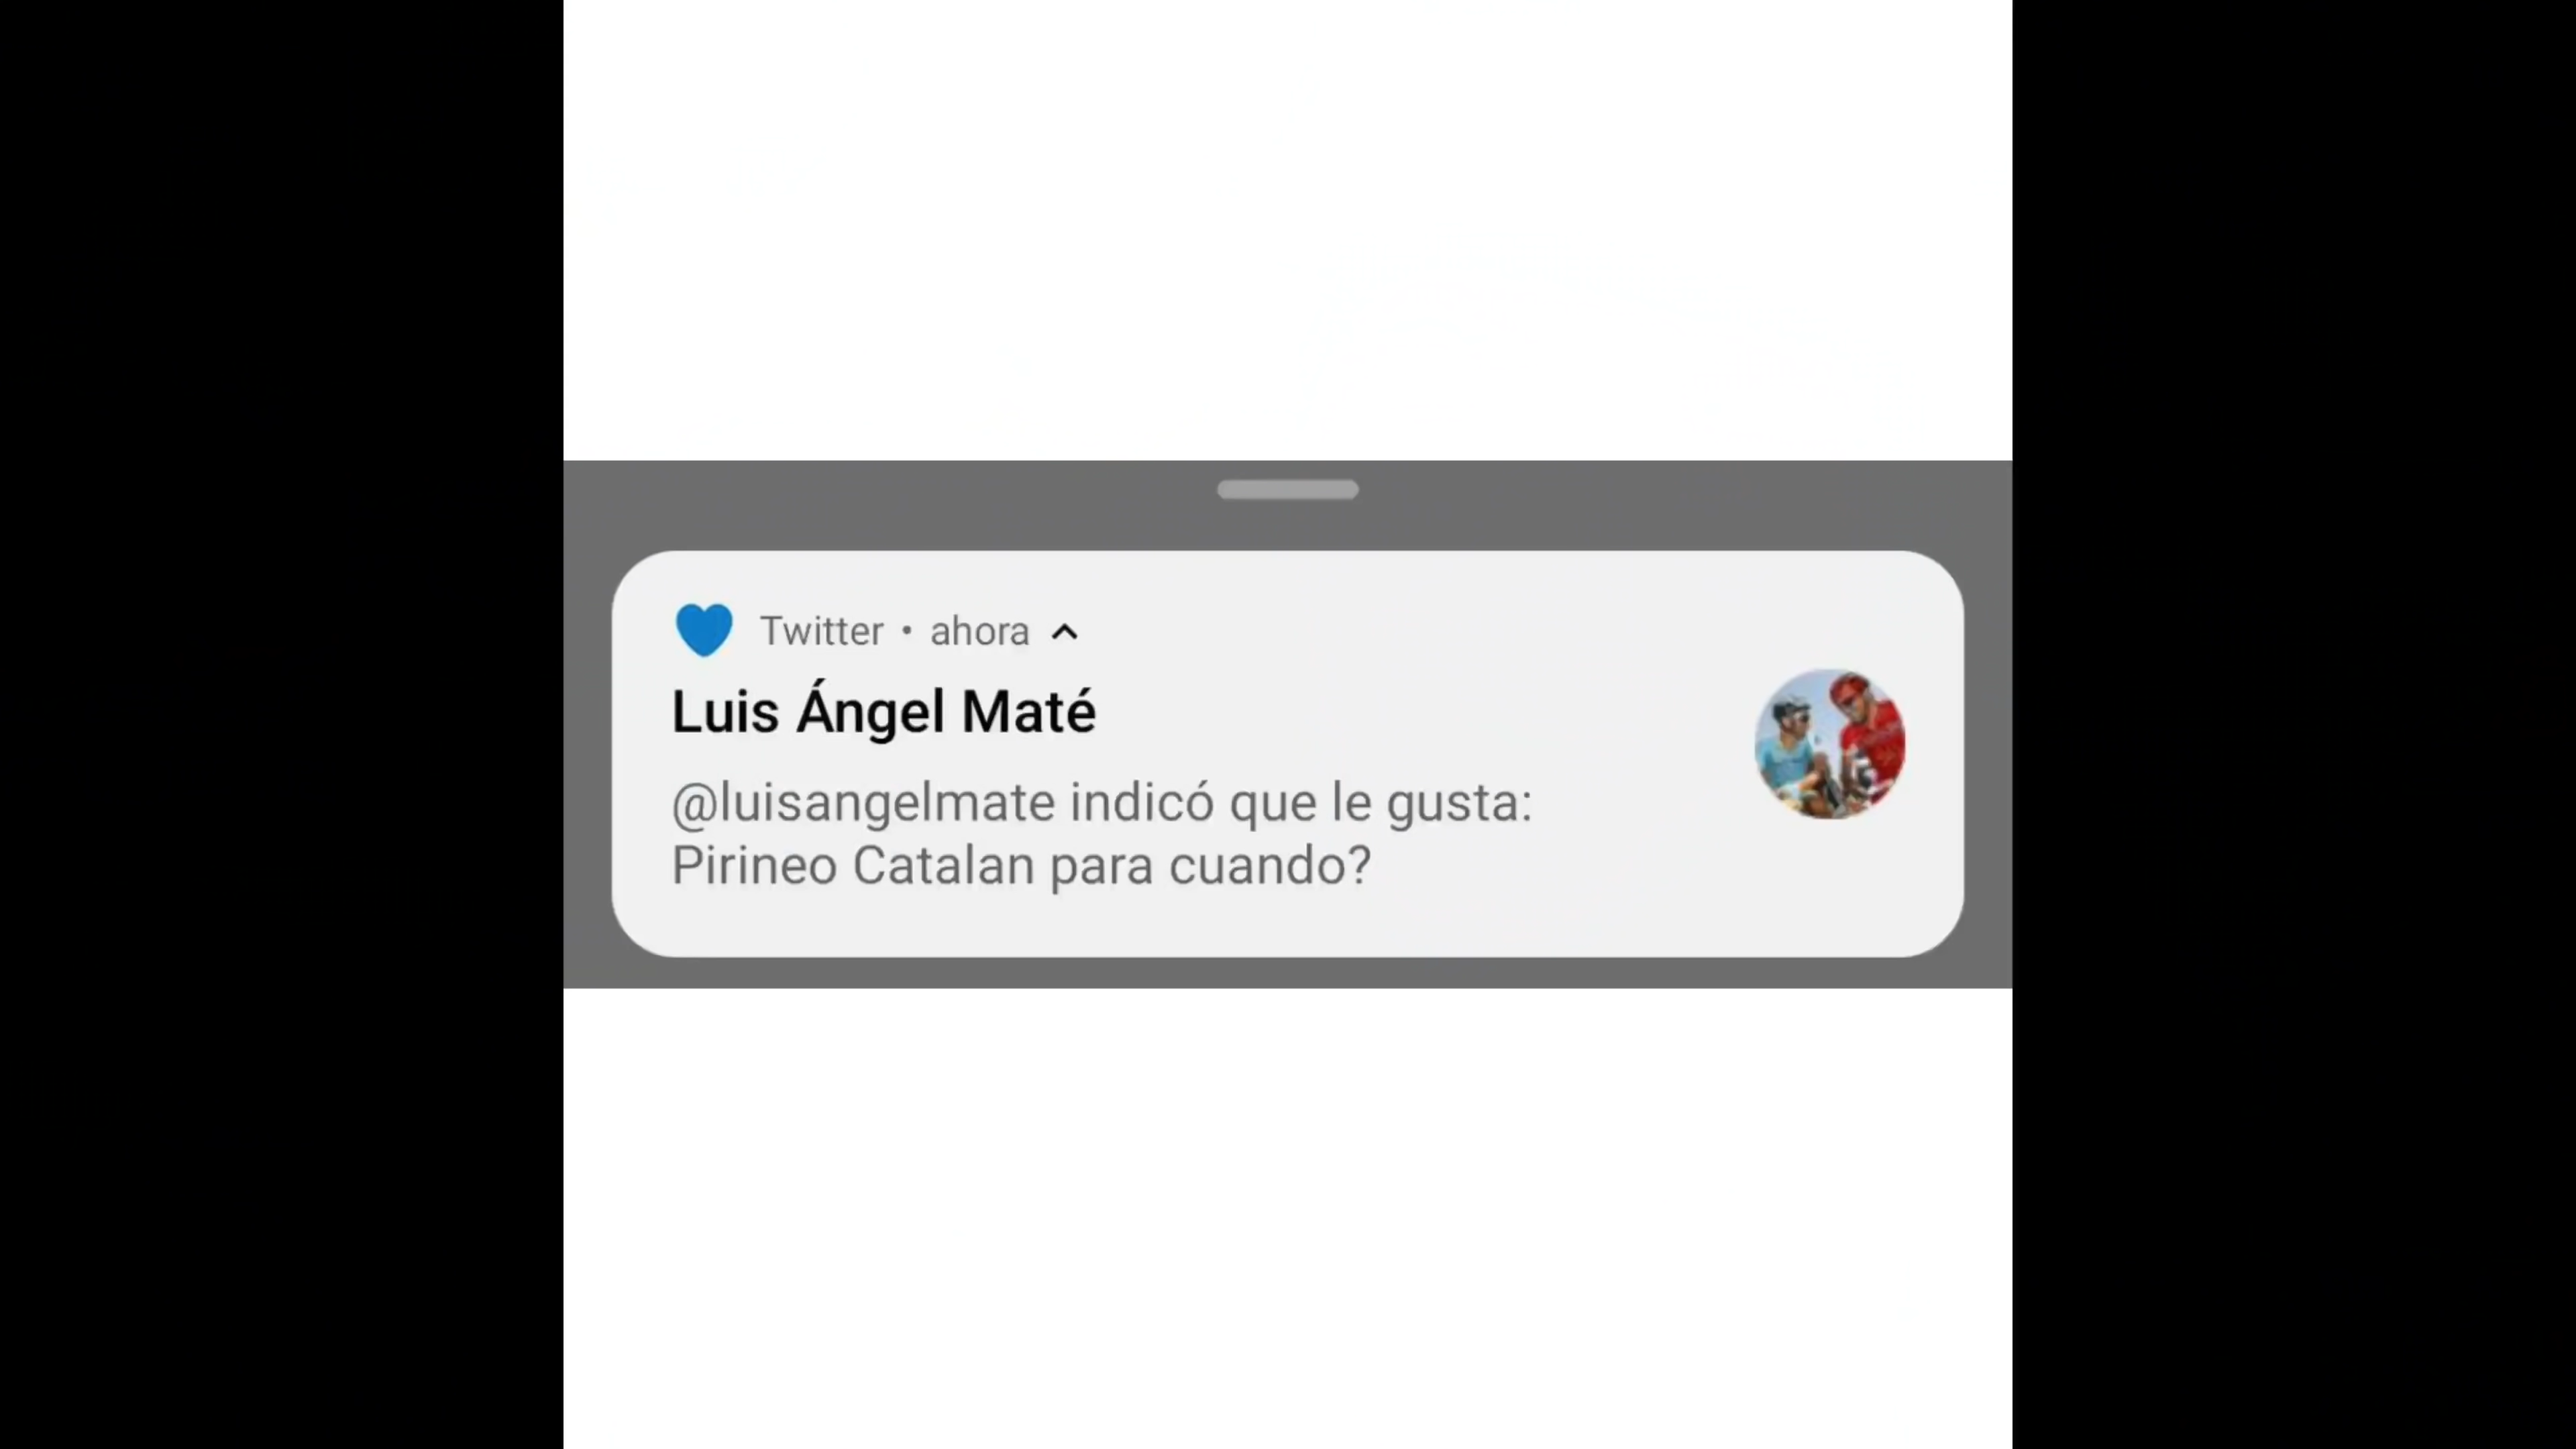 Twitter • ahora
Luis Ángel Maté
@luisangelmate indicó que le gusta:
Pirineo Catalan para cuando?